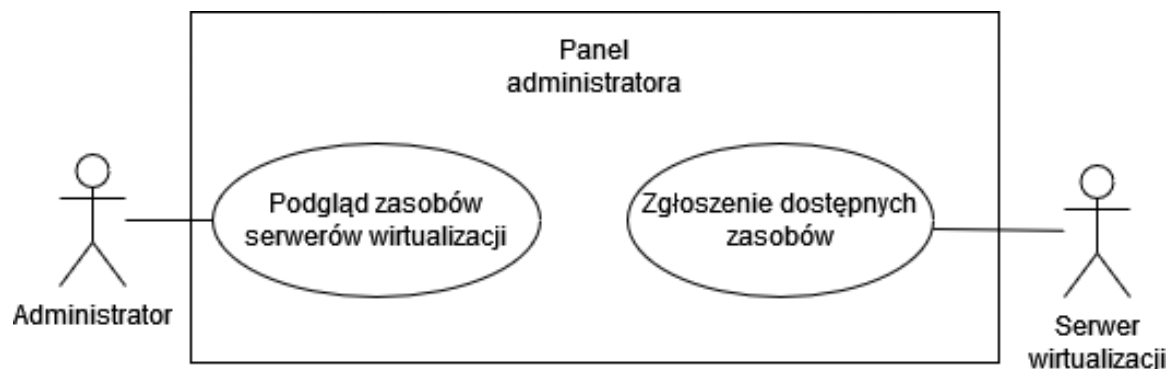 Panel
administratora
Podgląd zasobów
serwerów wirtualizacji
Zgłoszenie dostępnych
zasobów
Administrator
Serwer
wirtualizacji